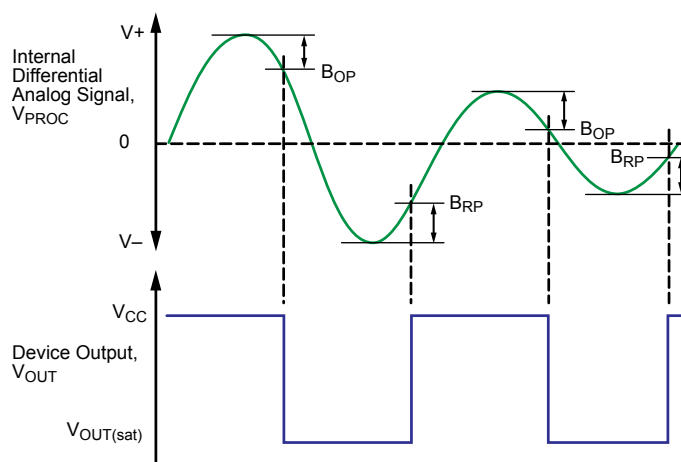 V+
Internal
Differential
Analog Signal,
VPROC
0
V–
BOP
BRP
BOP
BRP
VCC
Device Output,
VOUT
VOUT(sat)